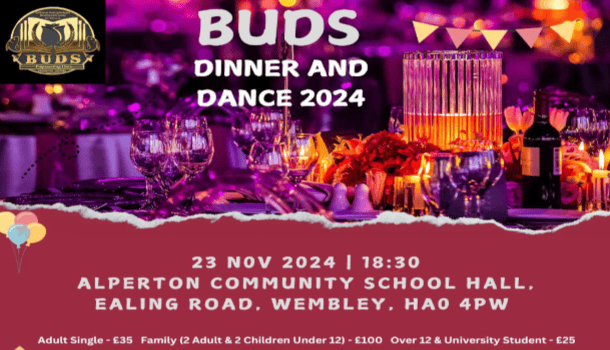 BUDS
BUDS
DINNER AND
DANCE 2024
23 NOV 2024 | 18:30
ALPERTON COMMUNITY SCHOOL HALL,
EALING ROAD, WEMBLEY, HA0 4PW
Adult Single - £35 Family (2 Adult & 2 Children Under 12) - £100 Over 12 & University Student - £25